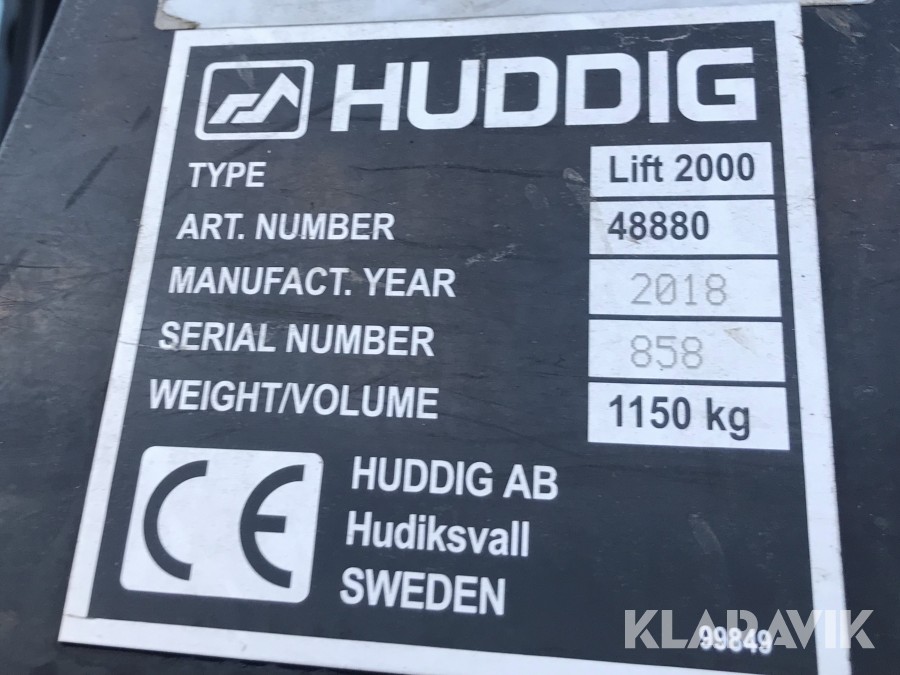 HUDDIG
TYPE Lift 2000
ART. NUMBER 48880
MANUFACT. YEAR 2018
SERIAL NUMBER 858
WEIGHT/VOLUME 1150 kg
CE
HUDDIG AB
Hudiksvall
SWEDEN
99849
KLARAVIK